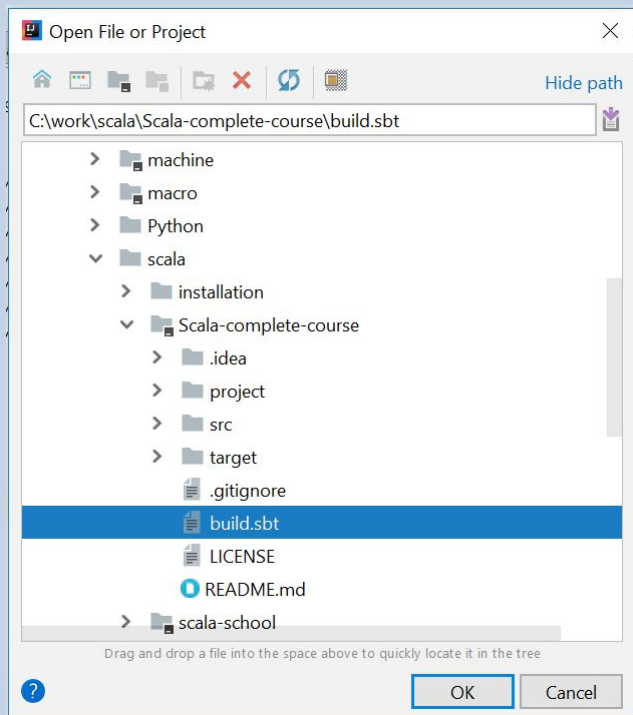 Open File or Project
Hide path
C:\work\scala\Scala-complete-course\build.sbt
machine
macro
Python
scala
installation
Scala-complete-course
.idea
project
src
target
.gitignore
build.sbt
LICENSE
README.md
scala-school
Drag and drop a file into the space above to quickly locate it in the tree
?
OK
Cancel